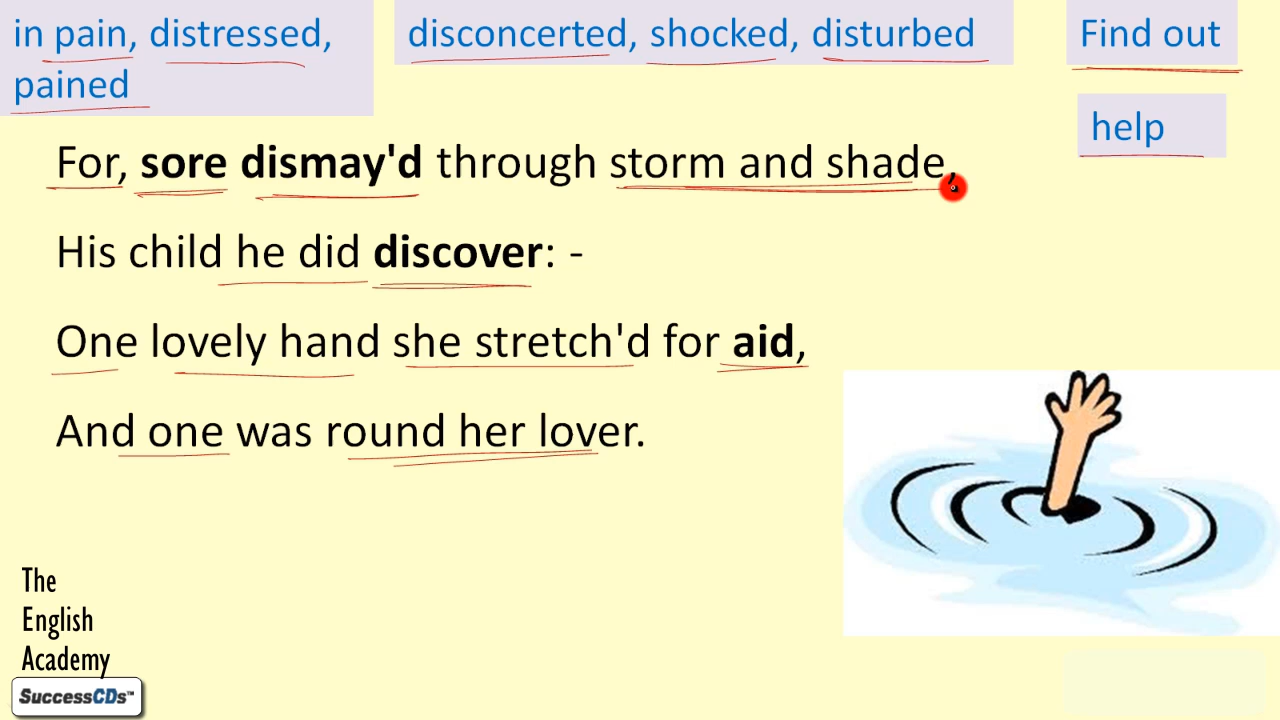 in pain, distressed,
pained
disconcerted, shocked, disturbed
Find out
help
For, sore dismay'd through storm and shade,
His child he did discover: -
One lovely hand she stretch'd for aid,
And one was round her lover.
The
English
Academy
SuccessCDs™